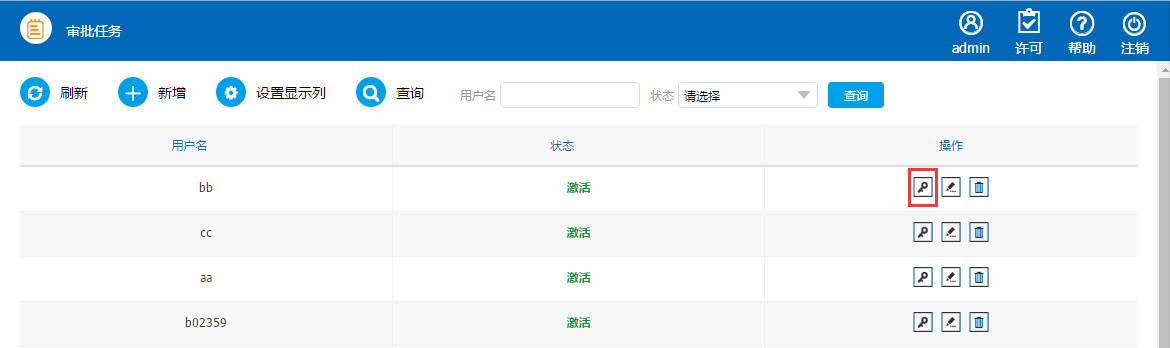 审批任务
admin 许可 帮助 注销
刷新 新增 设置显示列 查询 用户名 状态 请选择 查询
用户名 状态 操作
bb 激活
cc 激活
aa 激活
b02359 激活